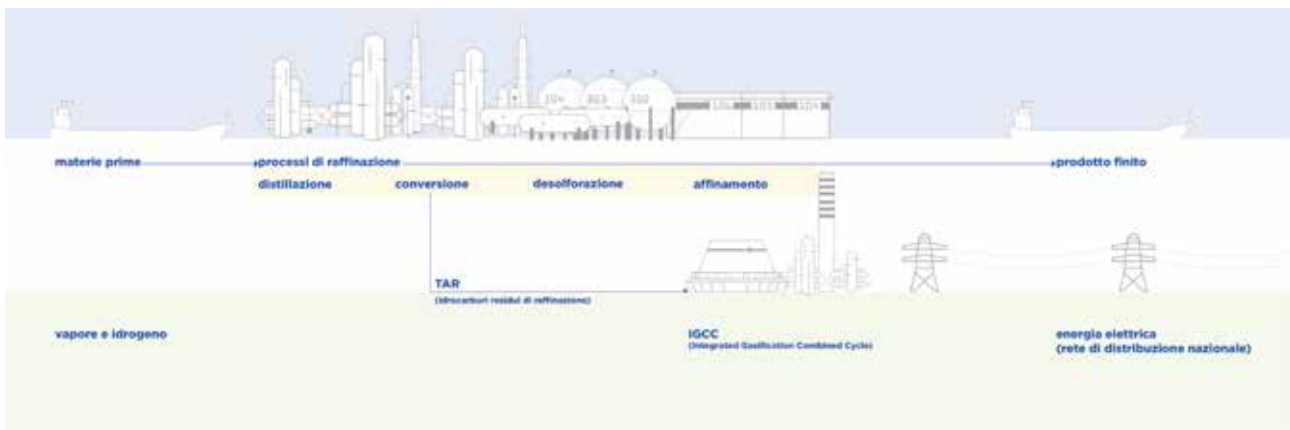 materie prime
processi di raffinazione
prodotto finito
distillazione
conversione
desolforazione
affinamento
TAR
(idrocarburi residui di raffinazione)
vapore e idrogeno
IGCC
(Integrated Gasification Combined Cycle)
energia elettrica
(rete di distribuzione nazionale)